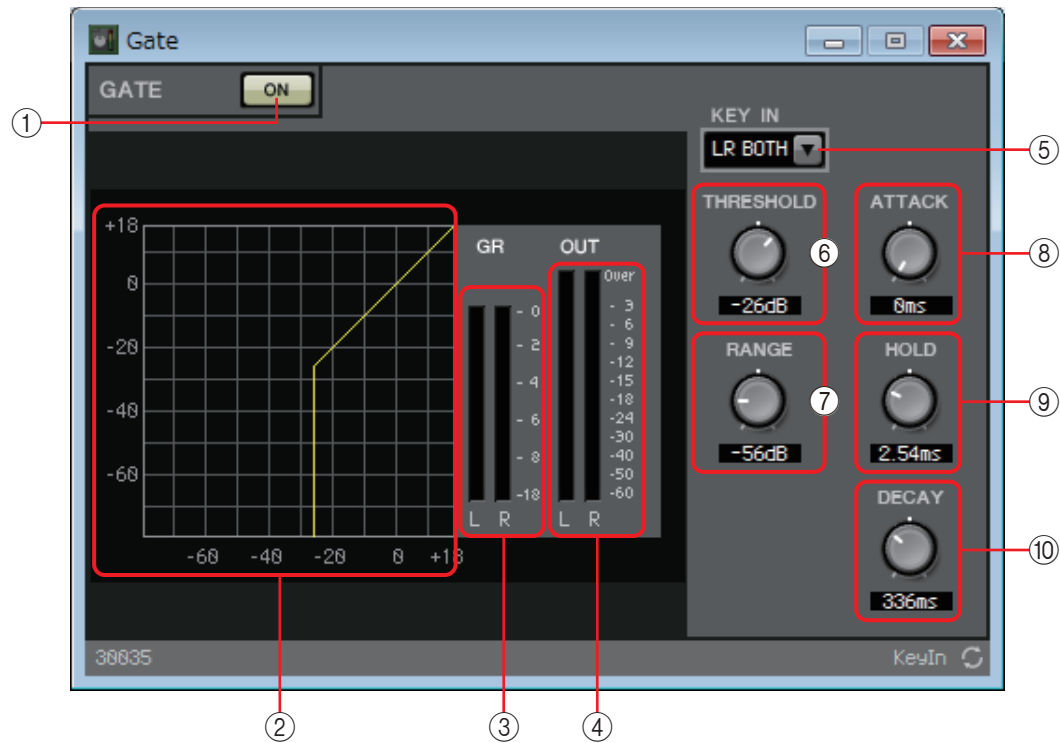 Gate
GATE
ON
①
KEY IN
LR BOTH
⑤
THRESHOLD
ATTACK
⑥
⑧
-26dB
0ms
RANGE
HOLD
⑦
⑨
-56dB
2.54ms
DECAY
⑩
336ms
+18
0
-20
-40
-60
-60 -40 -20 0 +18
②
GR
- 0
- 2
- 4
- 6
- 8
-18
L R
③
OUT
Over
- 3
- 6
- 9
-12
-15
-18
-24
-30
-40
-50
-60
L R
④
30035
KeyIn